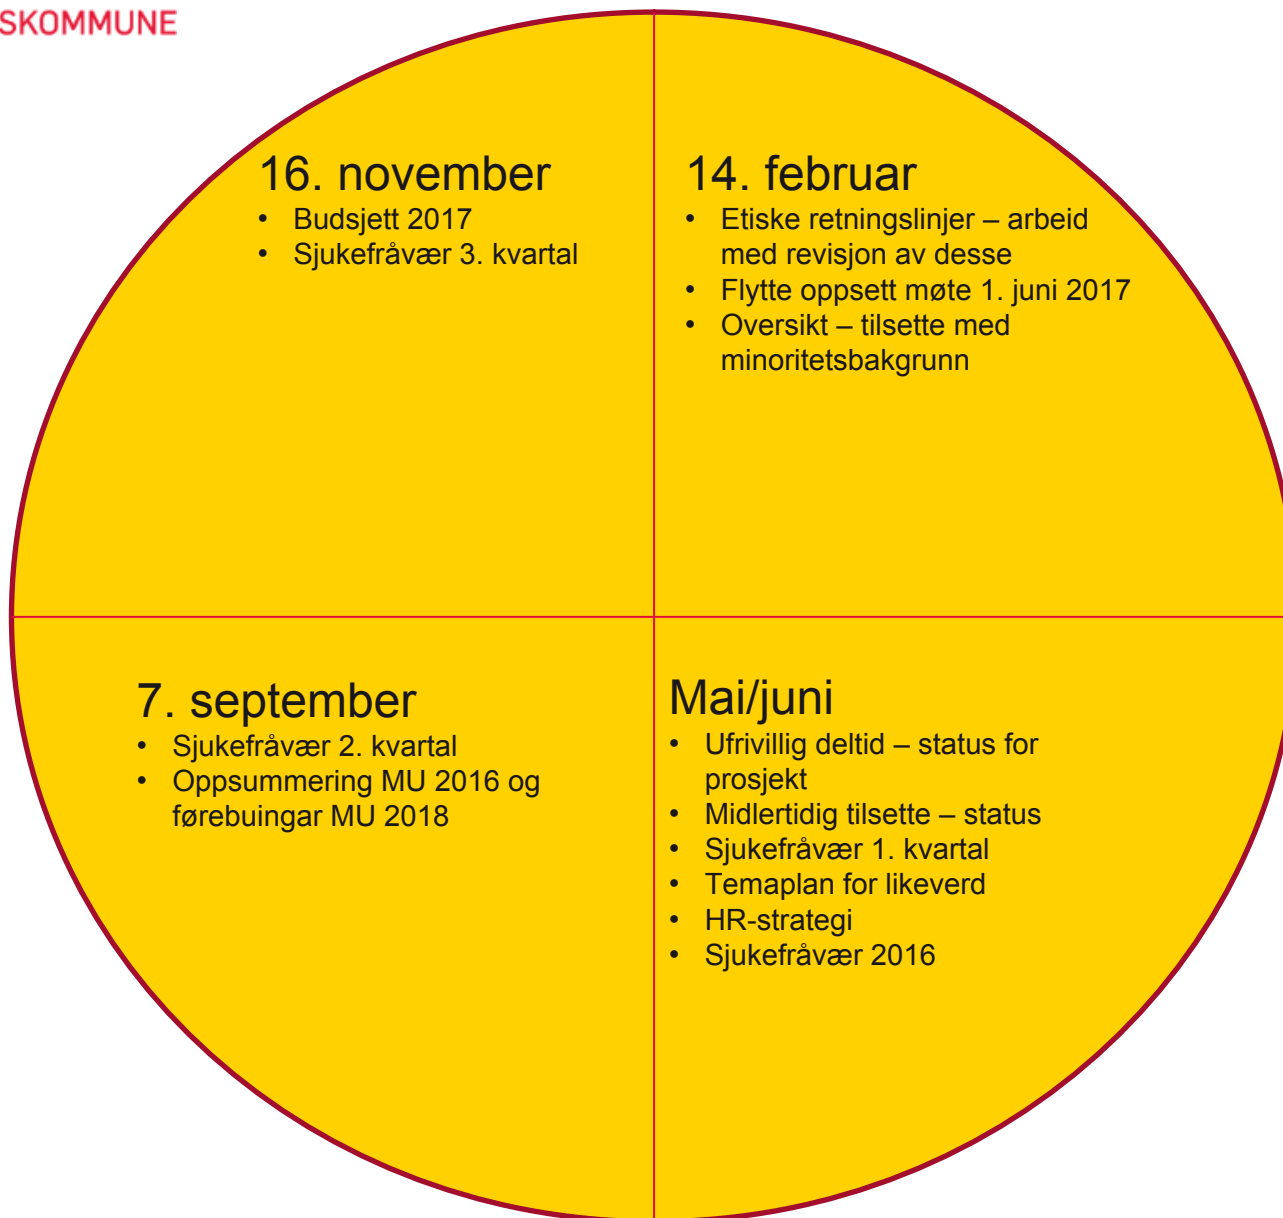 SKOMMUNE
16. november
• Budsjett 2017
• Sjukefråvær 3. kvartal
14. februar
• Etiske retningslinjer – arbeid
med revisjon av desse
• Flytte oppsett møte 1. juni 2017
• Oversikt – tilsette med
minoritetsbakgrunn
7. september
• Sjukefråvær 2. kvartal
• Oppsummering MU 2016 og
førebuingar MU 2018
Mai/juni
• Ufrivillig deltid – status for
prosjekt
• Midlertidig tilsette – status
• Sjukefråvær 1. kvartal
• Temaplan for likeverd
• HR-strategi
• Sjukefråvær 2016